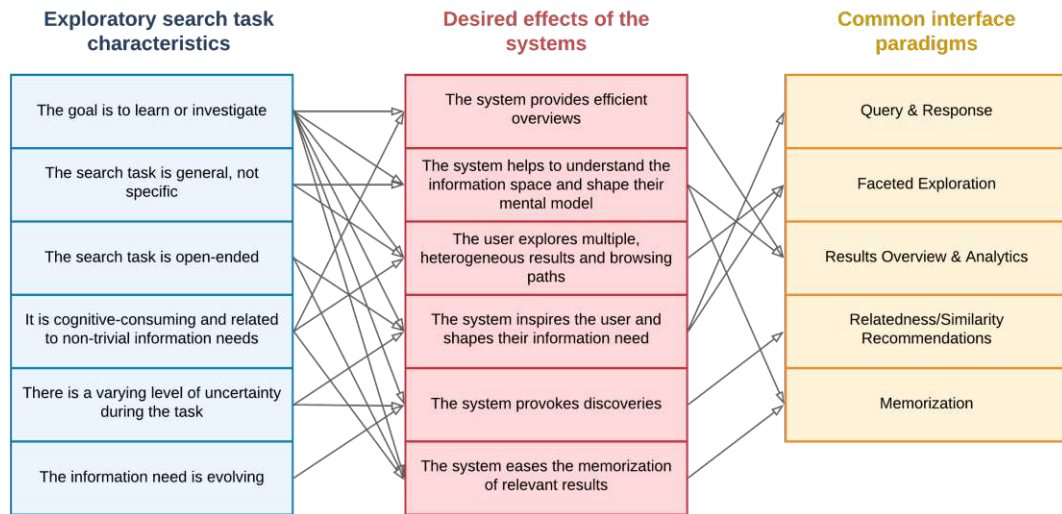 Exploratory search task
characteristics
Desired effects of the
systems
Common interface
paradigms
The goal is to learn or investigate
The search task is general, not
specific
The search task is open-ended
It is cognitive-consuming and related
to non-trivial information needs
There is a varying level of uncertainty
during the task
The information need is evolving
The system provides efficient
overviews
The system helps to understand the
information space and shape their
mental model
The user explores multiple,
heterogeneous results and browsing
paths
The system inspires the user and
shapes their information need
The system provokes discoveries
The system eases the memorization
of relevant results
Query & Response
Faceted Exploration
Results Overview & Analytics
Relatedness/Similarity
Recommendations
Memorization